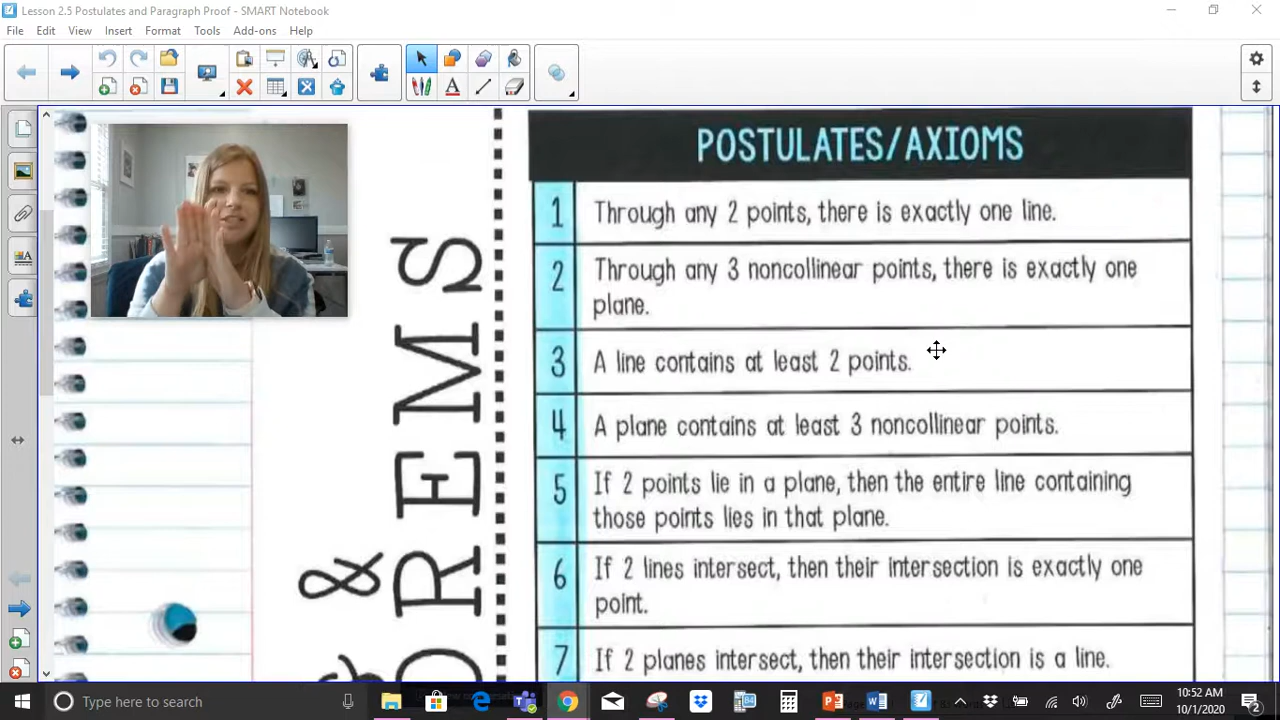 Lesson 2.5 Postulates and Paragraph Proof - SMART Notebook
File Edit View Insert Format Tools Add-ons Help
POSTULATES/AXIOMS
1 Through any 2 points, there is exactly one line.
2 Through any 3 noncollinear points, there is exactly one
plane.
3 A line contains at least 2 points.
4 A plane contains at least 3 noncollinear points.
5 If 2 points lie in a plane, then the entire line containing
those points lies in that plane.
6 If 2 lines intersect, then their intersection is exactly one
point.
7 If 2 planes intersect, then their intersection is a line.
OREMS
&
Type here to search
10:52 AM
10/1/2020
2